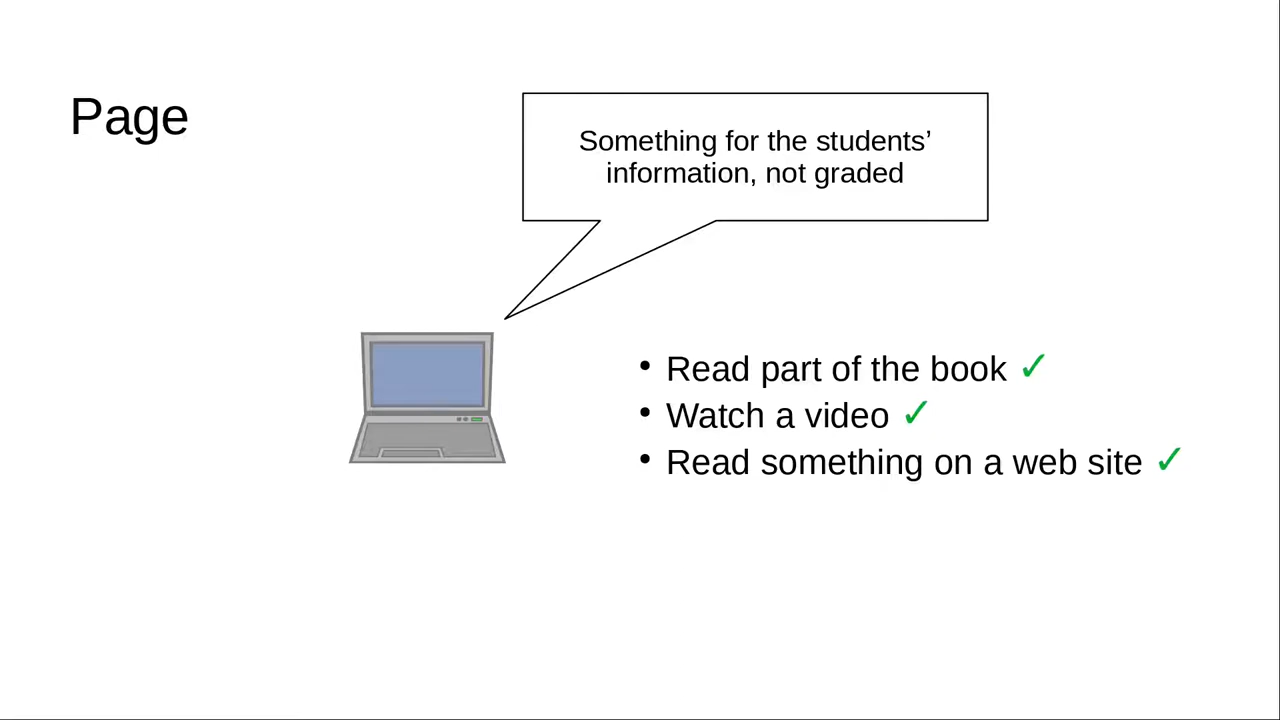 Page
Something for the students’
information, not graded
• Read part of the book ✓
• Watch a video ✓
• Read something on a web site ✓